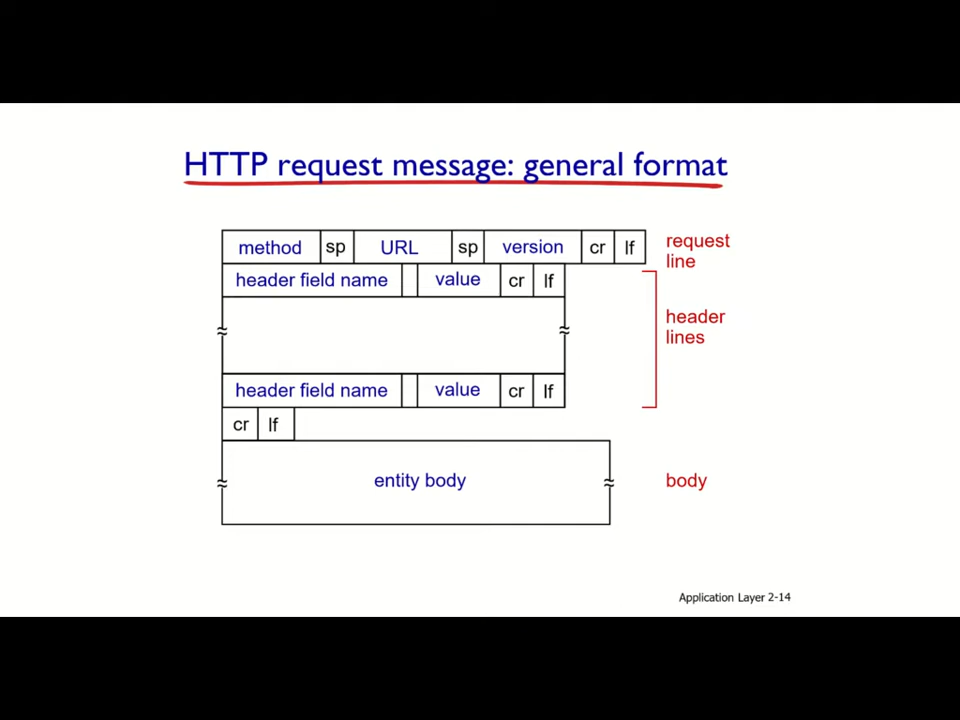 HTTP request message: general format
method sp URL sp version cr lf
request
line
header field name value cr lf
header
lines
≈ ≈
header field name value cr lf
cr lf
≈ entity body ≈
body
Application Layer 2-14